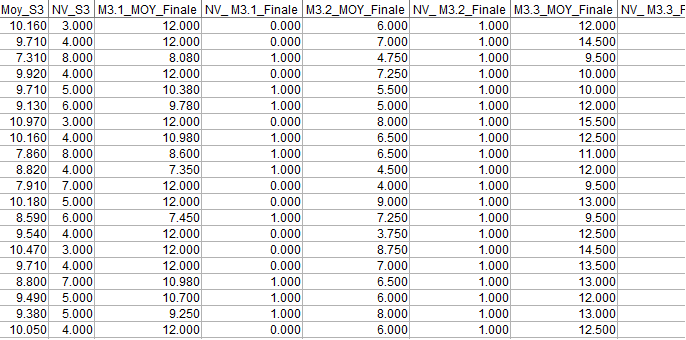 Moy_S3 NV_S3 M3.1_MOY_Finale NV_ M3.1_Finale M3.2_MOY_Finale NV_ M3.2_Finale M3.3_MOY_Finale NV_ M3.3_F
10.160 3.000 12.000 0.000 6.000 1.000 12.000
9.710 4.000 12.000 0.000 7.000 1.000 14.500
7.310 8.000 8.080 1.000 4.750 1.000 9.500
9.920 4.000 12.000 0.000 7.250 1.000 10.000
9.710 5.000 10.380 1.000 5.500 1.000 10.000
9.130 6.000 9.780 1.000 5.000 1.000 12.000
10.970 3.000 12.000 0.000 8.000 1.000 15.500
10.160 4.000 10.980 1.000 6.500 1.000 12.500
7.860 8.000 8.600 1.000 6.500 1.000 11.000
8.820 4.000 7.350 1.000 4.500 1.000 12.000
7.910 7.000 12.000 0.000 4.000 1.000 9.500
10.180 5.000 12.000 0.000 9.000 1.000 13.000
8.590 6.000 7.450 1.000 7.250 1.000 9.500
9.540 4.000 12.000 0.000 3.750 1.000 12.500
10.470 3.000 12.000 0.000 8.750 1.000 14.500
9.710 4.000 12.000 0.000 7.000 1.000 13.500
8.800 7.000 10.980 1.000 6.500 1.000 13.000
9.490 5.000 10.700 1.000 6.000 1.000 12.000
9.380 5.000 9.250 1.000 8.000 1.000 13.000
10.050 4.000 12.000 0.000 6.000 1.000 12.500